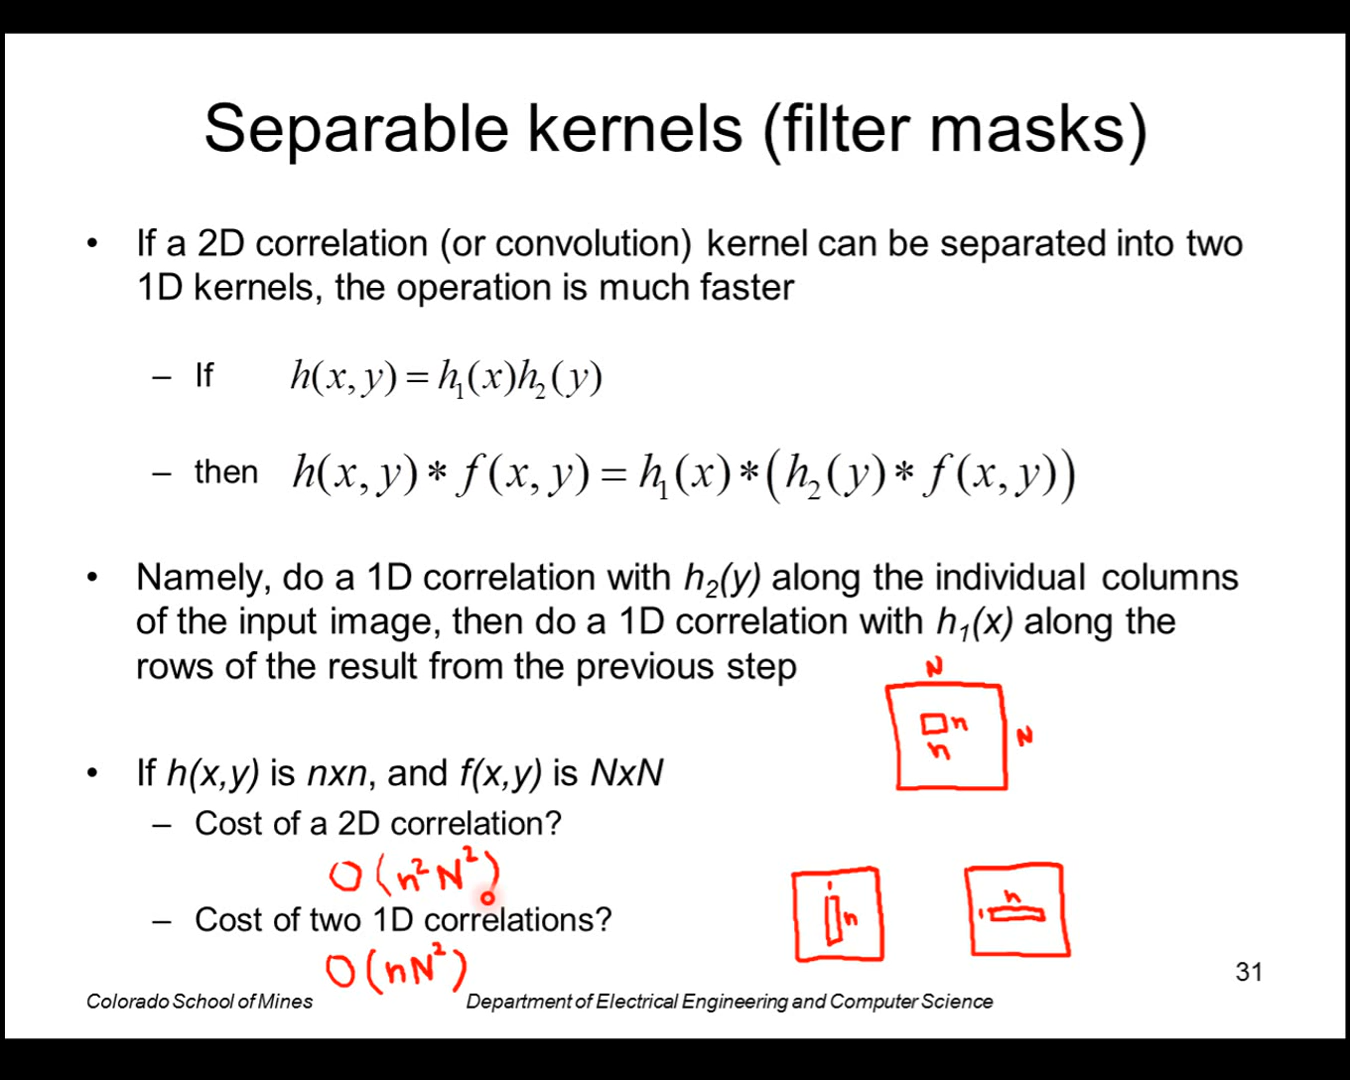 Separable kernels (filter masks)
• If a 2D correlation (or convolution) kernel can be separated into two
1D kernels, the operation is much faster
– If h(x, y) = h₁(x)h₂(y)
– then h(x, y) * f(x, y) = h₁(x) * (h₂(y) * f(x, y))
• Namely, do a 1D correlation with h₂(y) along the individual columns
of the input image, then do a 1D correlation with h₁(x) along the
rows of the result from the previous step
N
n
N
n
• If h(x,y) is nxn, and f(x,y) is NxN
– Cost of a 2D correlation?
O(n²N²)
1
n
n
1
– Cost of two 1D correlations?
O(nN²)
31
Colorado School of Mines Department of Electrical Engineering and Computer Science